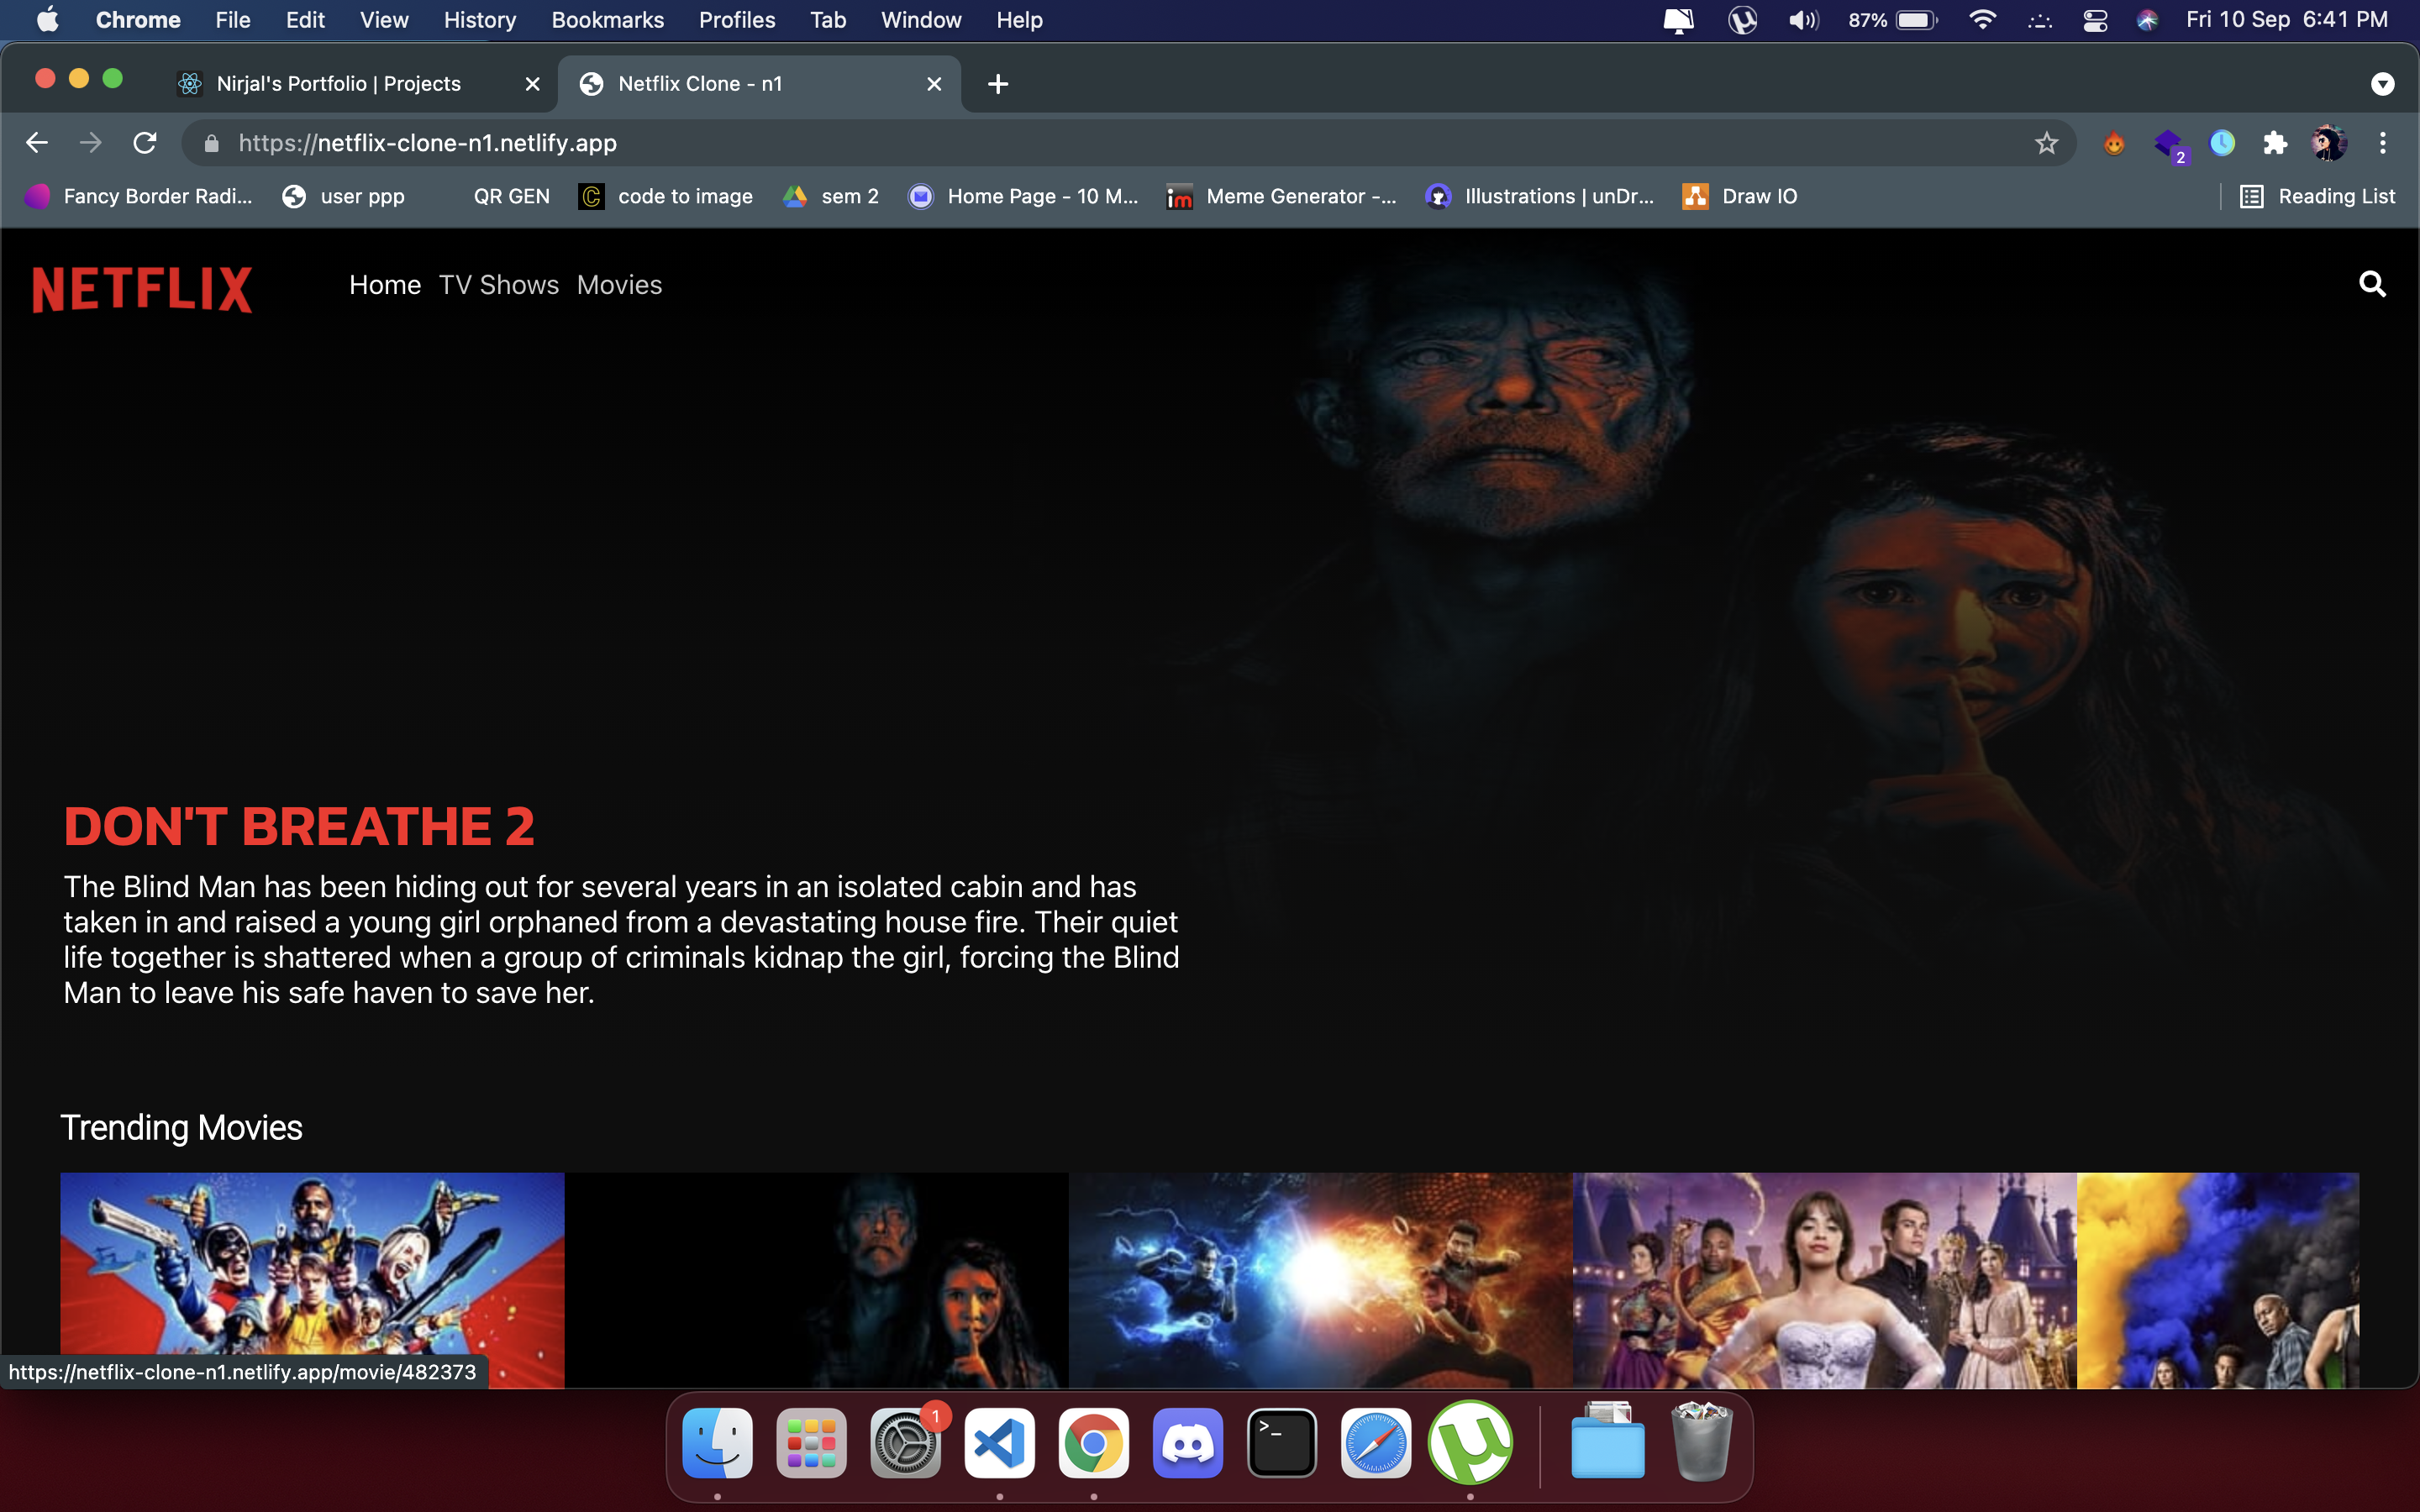 Chrome File Edit View History Bookmarks Profiles Tab Window Help 87% Fri 10 Sep 6:41 PM
Nirjal's Portfolio | Projects Netflix Clone - n1
https://netflix-clone-n1.netlify.app 2
Fancy Border Radi... user ppp QR GEN code to image sem 2 Home Page - 10 M... im Meme Generator -... Illustrations | unDr... Draw IO Reading List
NETFLIX Home TV Shows Movies
DON'T BREATHE 2
The Blind Man has been hiding out for several years in an isolated cabin and has
taken in and raised a young girl orphaned from a devastating house fire. Their quiet
life together is shattered when a group of criminals kidnap the girl, forcing the Blind
Man to leave his safe haven to save her.
Trending Movies
https://netflix-clone-n1.netlify.app/movie/482373
1